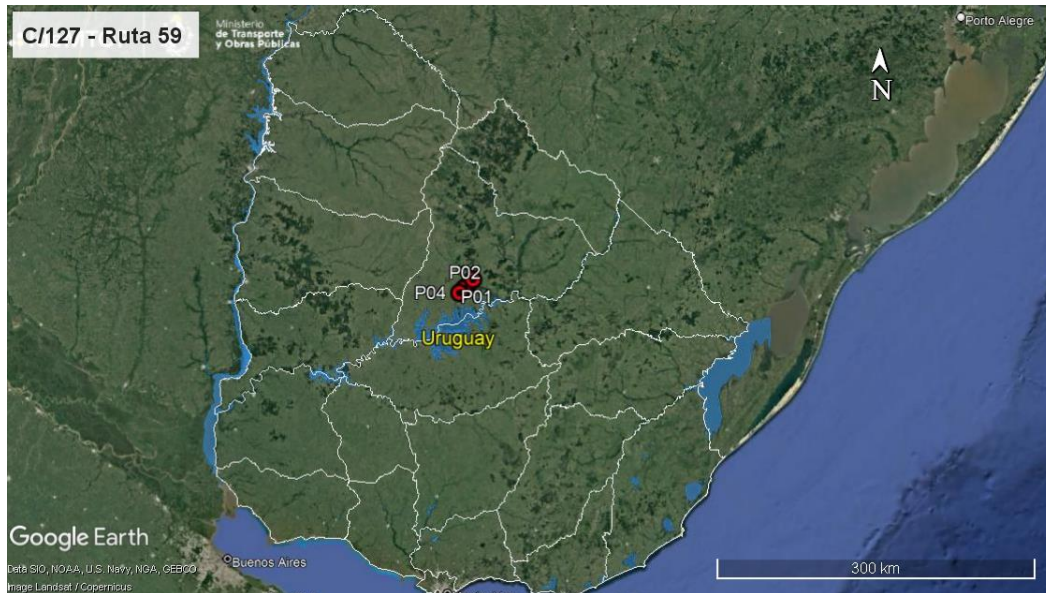 C/127 - Ruta 59
Ministerio
de Transporte
y Obras Públicas
Porto Alegre
N
P02
P04
P01
Uruguay
Google Earth
Buenos Aires
300 km
Data SIO, NOAA, U.S. Navy, NGA, GEBCO
Image Landsat / Copernicus